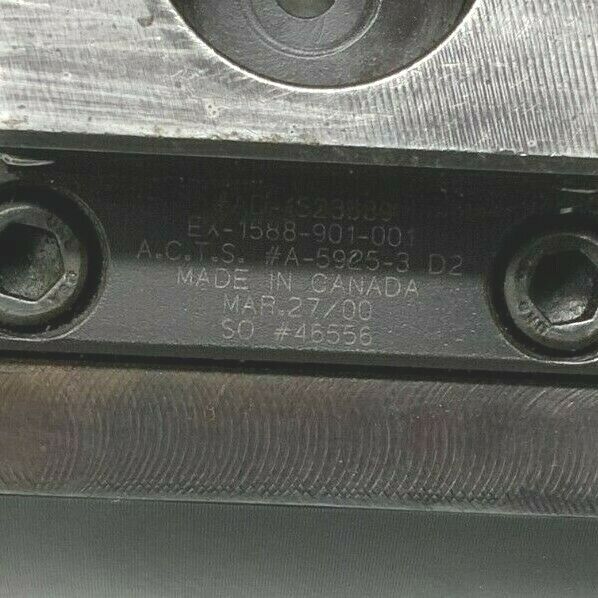 EX-1588-901-001
A.C.T.S. #A-5925-3 D2
MADE IN CANADA
MAR.27/00
SO #46556